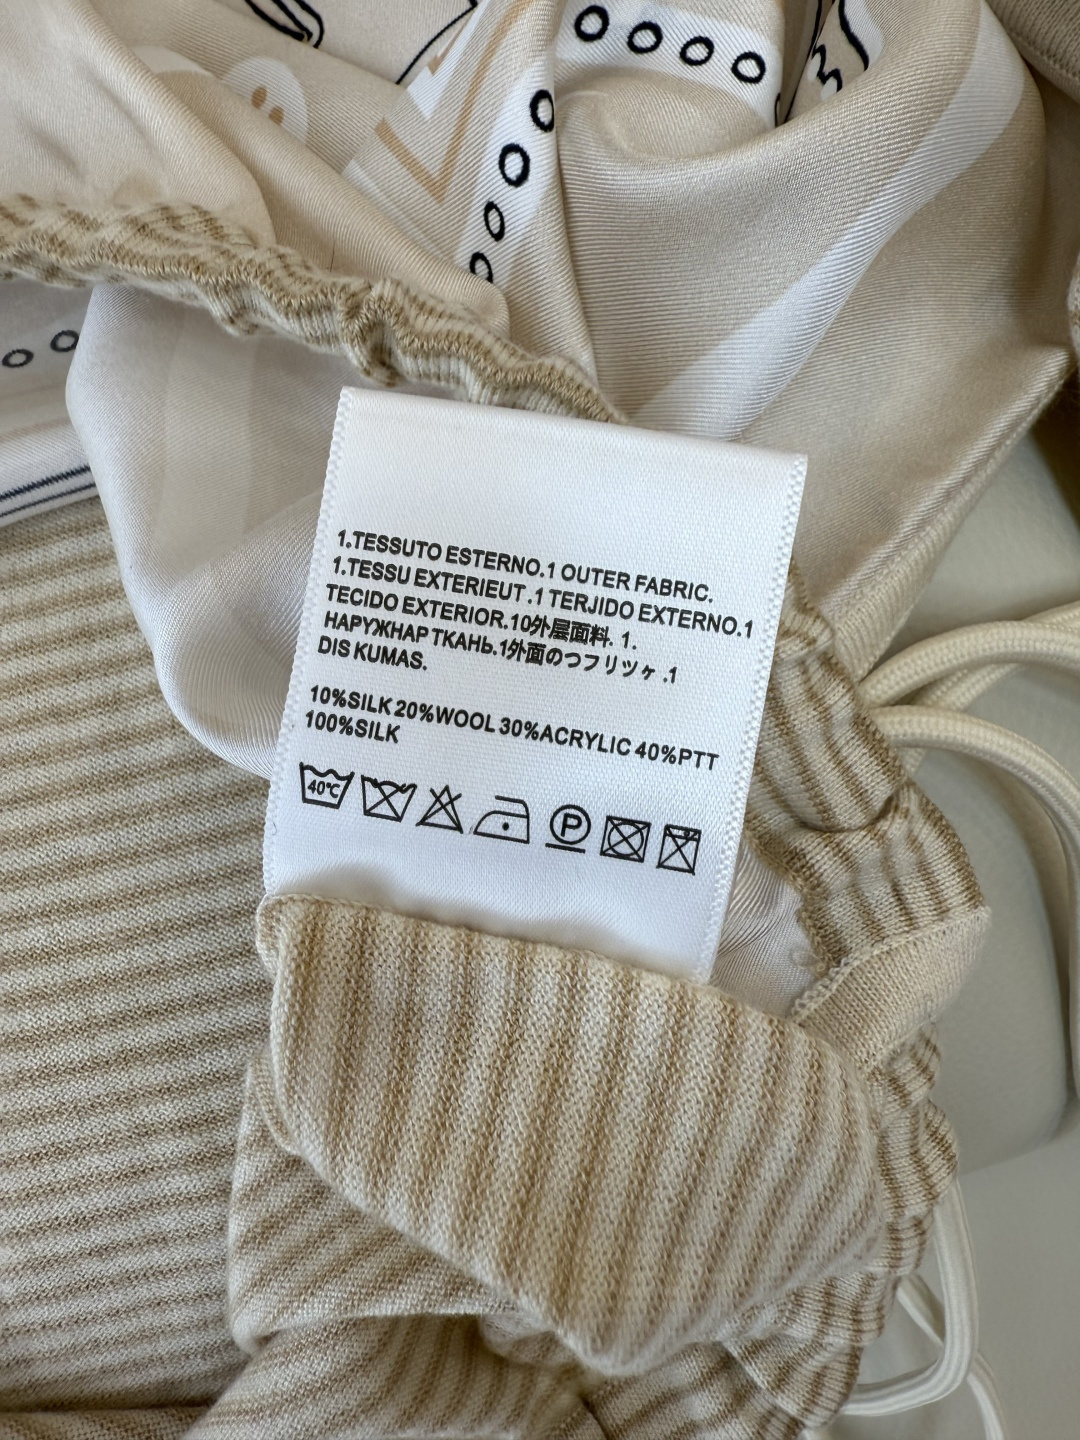 1.TESSUTO ESTERNO.1 OUTER FABRIC.
1.TESSU EXTERIEUT .1 TERJIDO EXTERNO.1
TECIDO EXTERIOR.10外层面料. 1.
НАРУЖНАР ТКАНЬ.1外面のつフリツヶ .1
DIS KUMAS.
10%SILK 20%WOOL 30%ACRYLIC 40%PTT
100%SILK
40℃ P